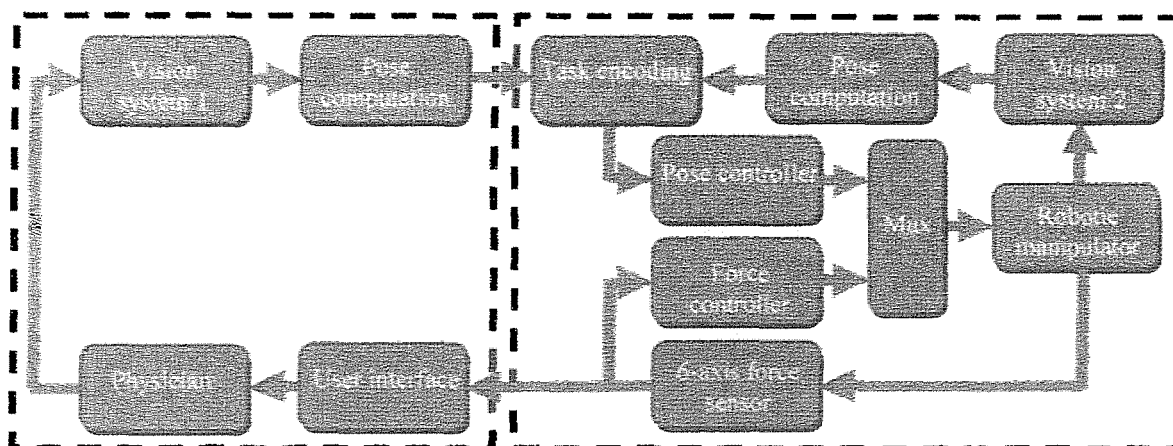 Vision
system 1
Pose
computation
Task encoding
Pose
computation
Vision
system 2
Pose controller
Mux
Robotic
manipulator
Force
controller
Physician
User interface
6-axis force
sensor